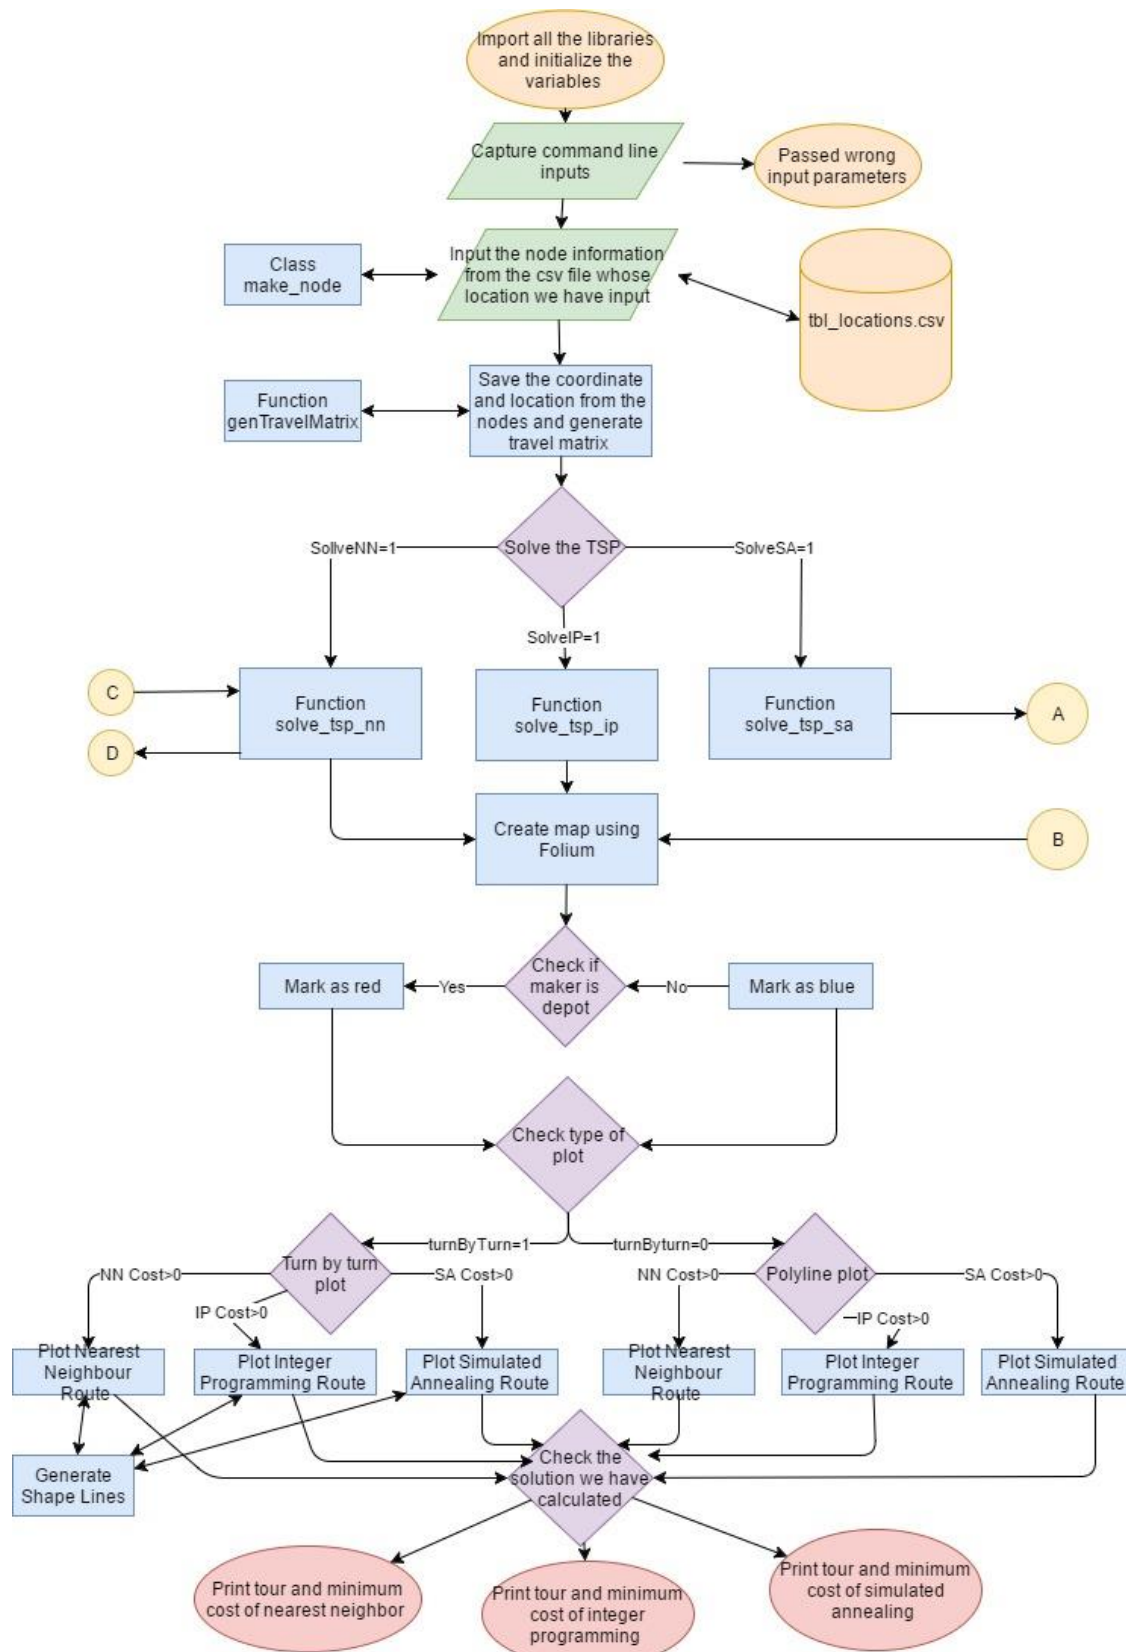 Import all the libraries
and initialize the
variables
Capture command line
inputs
Passed wrong
input parameters
Class
make_node
Input the node information
from the csv file whose
location we have input
tbl_locations.csv
Function
genTravelMatrix
Save the coordinate
and location from the
nodes and generate
travel matrix
SollveNN=1
Solve the TSP
SolveSA=1
SolveIP=1
C
D
Function
solve_tsp_nn
Function
solve_tsp_ip
Function
solve_tsp_sa
A
Create map using
Folium
B
Mark as red
Yes
Check if
maker is
depot
No
Mark as blue
Check type of
plot
turnByTurn=1
turnByturn=0
NN Cost>0
Turn by turn
plot
SA Cost>0
IP Cost>0
NN Cost>0
Polyline plot
SA Cost>0
IP Cost>0
Plot Nearest
Neighbour
Route
Plot Integer
Programming Route
Plot Simulated
Annealing Route
Plot Nearest
Neighbour
Route
Plot Integer
Programming Route
Plot Simulated
Annealing Route
Generate
Shape Lines
Check the
solution we have
calculated
Print tour and minimum
cost of nearest neighbor
Print tour and minimum
cost of integer
programming
Print tour and minimum
cost of simulated
annealing